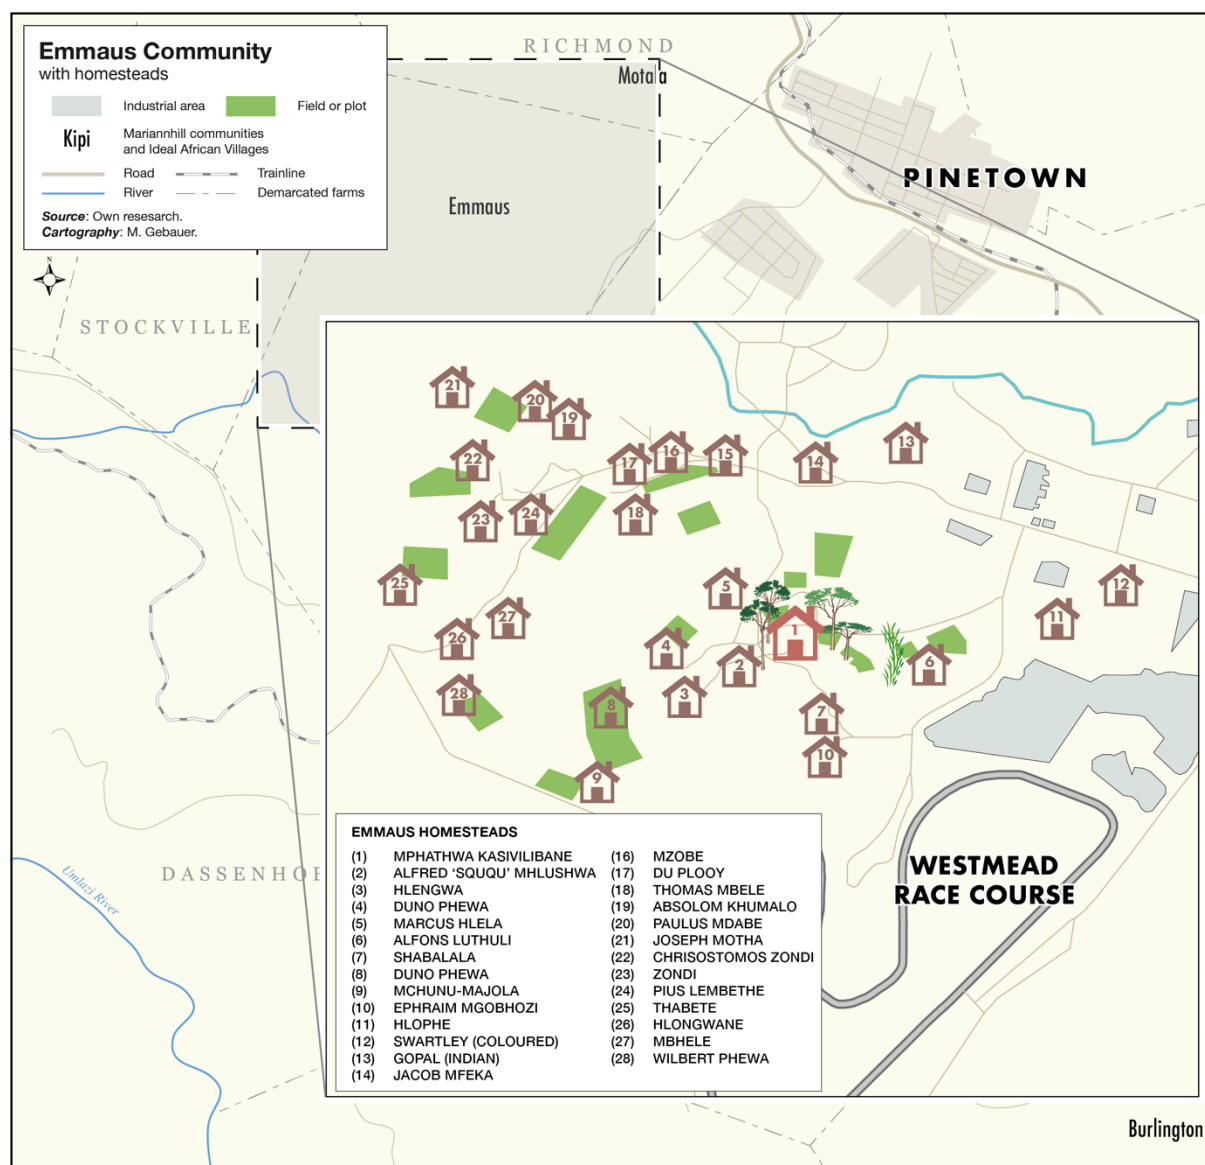 Emmaus Community
with homesteads
Industrial area
Field or plot
Kipi
Mariannhill communities
and Ideal African Villages
Road
Trainline
River
Demarcated farms
Source: Own resesarch.
Cartography: M. Gebauer.
RICHMOND
Motala
PINETOWN
Emmaus
STOCKVILLE
21
20
19
13
22
17
16
15
14
23
24
18
25
5
12
11
27
26
4
1
2
6
28
3
8
7
10
9
EMMAUS HOMESTEADS
(1) MPHATHWA KASIVILIBANE
(2) ALFRED ‘SQUQU’ MHLUSHWA
(3) HLENGWA
(4) DUNO PHEWA
(5) MARCUS HLELA
(6) ALFONS LUTHULI
(7) SHABALALA
(8) DUNO PHEWA
(9) MCHUNU-MAJOLA
(10) EPHRAIM MGOBHOZI
(11) HLOPHE
(12) SWARTLEY (COLOURED)
(13) GOPAL (INDIAN)
(14) JACOB MFEKA
(16) MZOBE
(17) DU PLOOY
(18) THOMAS MBELE
(19) ABSOLOM KHUMALO
(20) PAULUS MDABE
(21) JOSEPH MOTHA
(22) CHRISOSTOMOS ZONDI
(23) ZONDI
(24) PIUS LEMBETHE
(25) THABETE
(26) HLONGWANE
(27) MBHELE
(28) WILBERT PHEWA
WESTMEAD
RACE COURSE
DASSENHOE
Umlazi River
Burlington